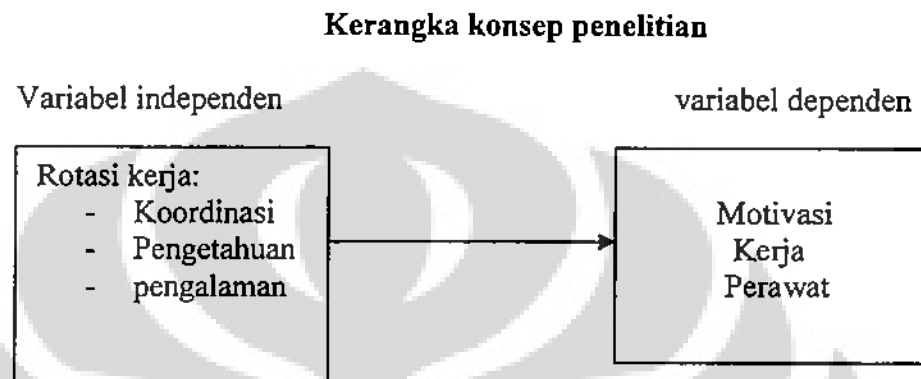 Kerangka konsep penelitian
Variabel independen
variabel dependen
Rotasi kerja:
- Koordinasi
- Pengetahuan
- pengalaman
Motivasi
Kerja
Perawat